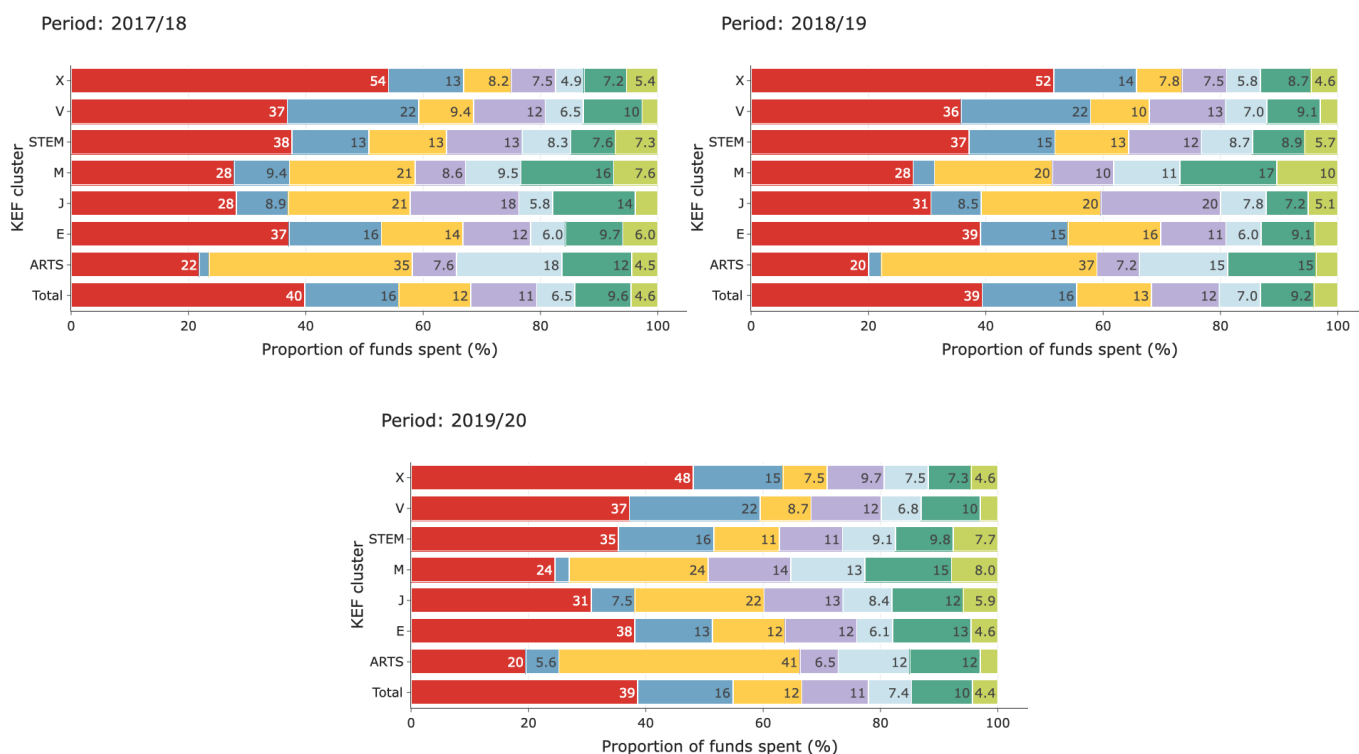 Period: 2017/18
KEF cluster
X 54 13 8.2 7.5 4.9 7.2 5.4
V 37 22 9.4 12 6.5 10
STEM 38 13 13 13 8.3 7.6 7.3
M 28 9.4 21 8.6 9.5 16 7.6
J 28 8.9 21 18 5.8 14
E 37 16 14 12 6.0 9.7 6.0
ARTS 22 35 7.6 18 12 4.5
Total 40 16 12 11 6.5 9.6 4.6
0 20 40 60 80 100
Proportion of funds spent (%)
Period: 2018/19
X 52 14 7.8 7.5 5.8 8.7 4.6
V 36 22 10 13 7.0 9.1
STEM 37 15 13 12 8.7 8.9 5.7
M 28 20 10 11 17 10
J 31 8.5 20 20 7.8 7.2 5.1
E 39 15 16 11 6.0 9.1
ARTS 20 37 7.2 15 15
Total 39 16 13 12 7.0 9.2
KEF cluster
0 20 40 60 80 100
Proportion of funds spent (%)
Period: 2019/20
KEF cluster
X 48 15 7.5 9.7 7.5 7.3 4.6
V 37 22 8.7 12 6.8 10
STEM 35 16 11 11 9.1 9.8 7.7
M 24 24 14 13 15 8.0
J 31 7.5 22 13 8.4 12 5.9
E 38 13 12 12 6.1 13 4.6
ARTS 20 5.6 41 6.5 12 12
Total 39 16 12 11 7.4 10 4.4
0 20 40 60 80 100
Proportion of funds spent (%)